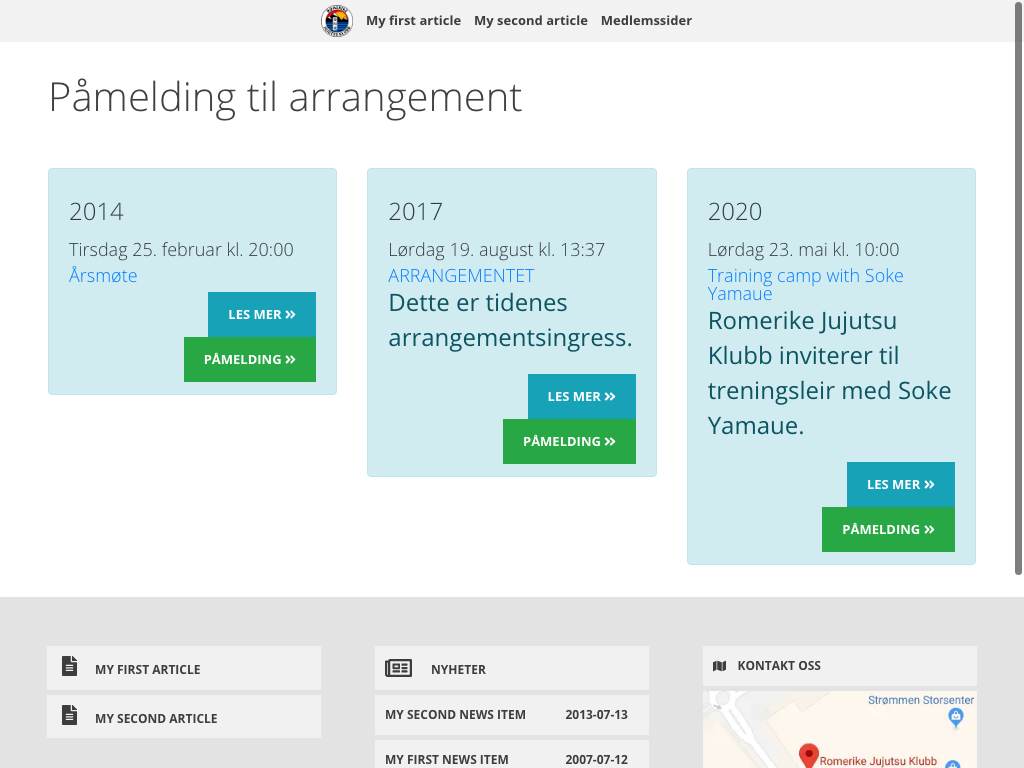 My first article My second article Medlemssider
Påmelding til arrangement
2014
Tirsdag 25. februar kl. 20:00
Årsmøte
LES MER »
PÅMELDING »
2017
Lørdag 19. august kl. 13:37
ARRANGEMENTET
Dette er tidenes
arrangementsingress.
LES MER »
PÅMELDING »
2020
Lørdag 23. mai kl. 10:00
Training camp with Soke
Yamaue
Romerike Jujutsu
Klubb inviterer til
treningsleir med Soke
Yamaue.
LES MER »
PÅMELDING »
MY FIRST ARTICLE
MY SECOND ARTICLE
NYHETER
MY SECOND NEWS ITEM 2013-07-13
MY FIRST NEWS ITEM 2007-07-12
KONTAKT OSS
Strømmen Storsenter
Romerike Jujutsu Klubb